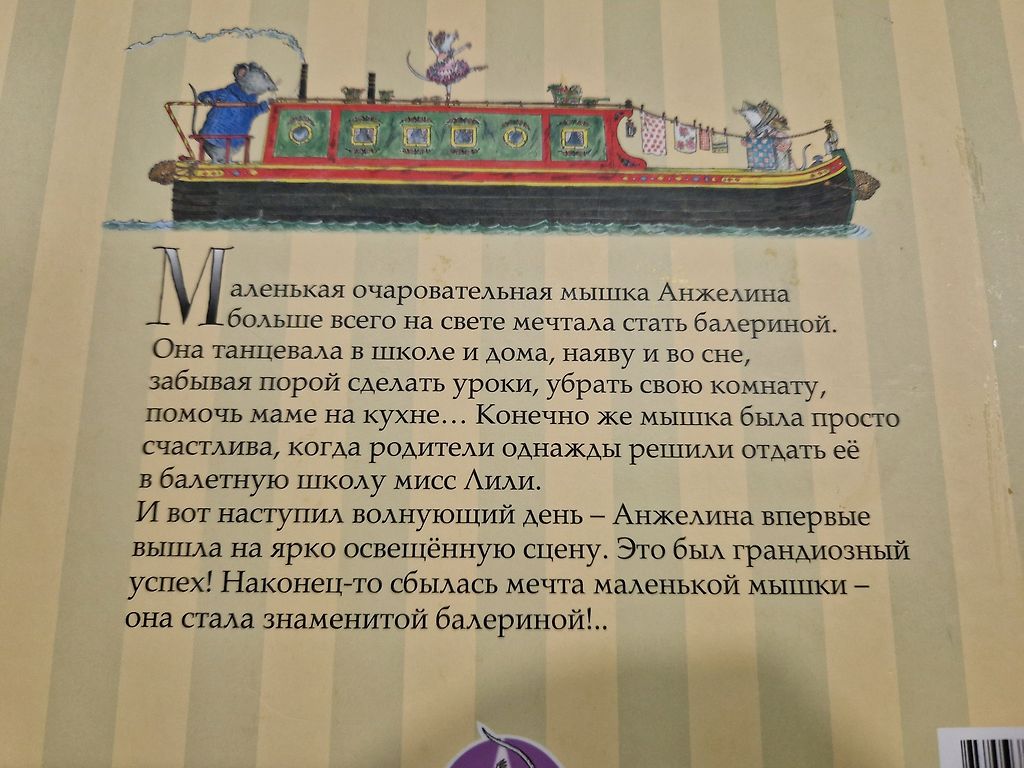 Маленькая очаровательная мышка Анжелина
больше всего на свете мечтала стать балериной.
Она танцевала в школе и дома, наяву и во сне,
забывая порой сделать уроки, убрать свою комнату,
помочь маме на кухне... Конечно же мышка была просто
счастлива, когда родители однажды решили отдать её
в балетную школу мисс Лили.
И вот наступил волнующий день – Анжелина впервые
вышла на ярко освещённую сцену. Это был грандиозный
успех! Наконец-то сбылась мечта маленькой мышки –
она стала знаменитой балериной!..